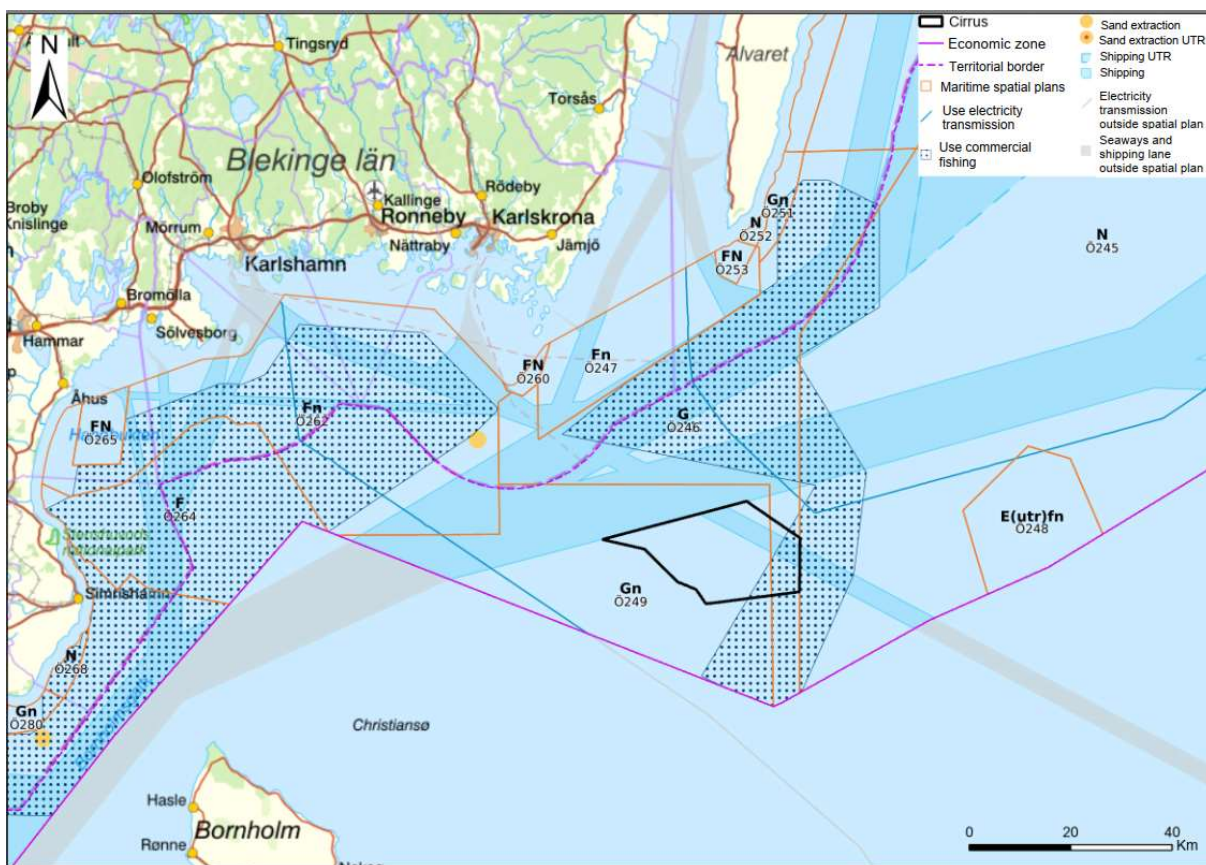 N
Tingsryd
Alvaret
Torsås
Blekinge län
Olofström
Kallinge
Rödeby
Broby
Knislinge
Ronneby
Karlskrona
Mörrum
Nättraby
Jämjö
Karlshamn
Bromölla
Sölvesborg
Hammar
Åhus
Gn
Ö251
N
Ö252
FN
Ö253
N
Ö245
Fn
Ö247
FN
Ö260
Fn
Ö262
G
Ö246
FN
Ö265
F
Ö264
E(utr)fn
Ö248
nationalpark
Simrishamn
Gn
Ö249
N
Ö268
Gn
Ö280
Christiansø
Hasle
Bornholm
Rønne
Cirrus
Economic zone
Territorial border
Maritime spatial plans
Use electricity
transmission
Use commercial
fishing
Sand extraction
Sand extraction UTR
Shipping UTR
Shipping
Electricity
transmission
outside spatial plan
Seaways and
shipping lane
outside spatial plan
0 20 40
Km